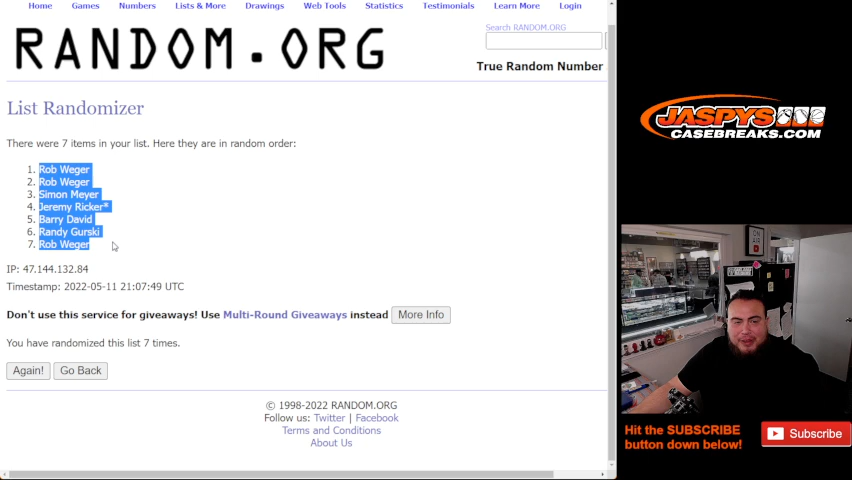 Home Games Numbers Lists & More Drawings Web Tools Statistics Testimonials Learn More Login
RANDOM.ORG
Search RANDOM.ORG
True Random Number
List Randomizer
There were 7 items in your list. Here they are in random order:
1. Rob Weger
2. Rob Weger
3. Simon Meyer
4. Jeremy Ricker*
5. Barry David
6. Randy Gurski
7. Rob Weger
IP: 47.144.132.84
Timestamp: 2022-05-11 21:07:49 UTC
Don't use this service for giveaways! Use Multi-Round Giveaways instead More Info
You have randomized this list 7 times.
Again! Go Back
© 1998-2022 RANDOM.ORG
Follow us: Twitter | Facebook
Terms and Conditions
About Us
JASPYS
CASEBREAKS.COM
ON AIR
Hit the SUBSCRIBE
button down below!
Subscribe